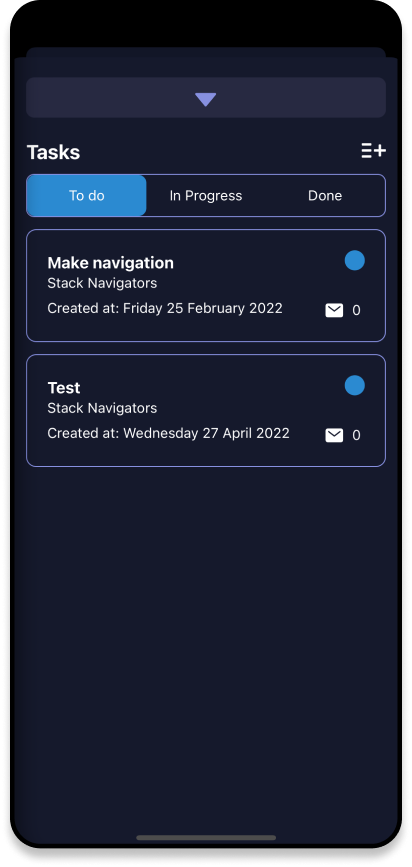 Tasks
To do In Progress Done
Make navigation
Stack Navigators
Created at: Friday 25 February 2022 0
Test
Stack Navigators
Created at: Wednesday 27 April 2022 0